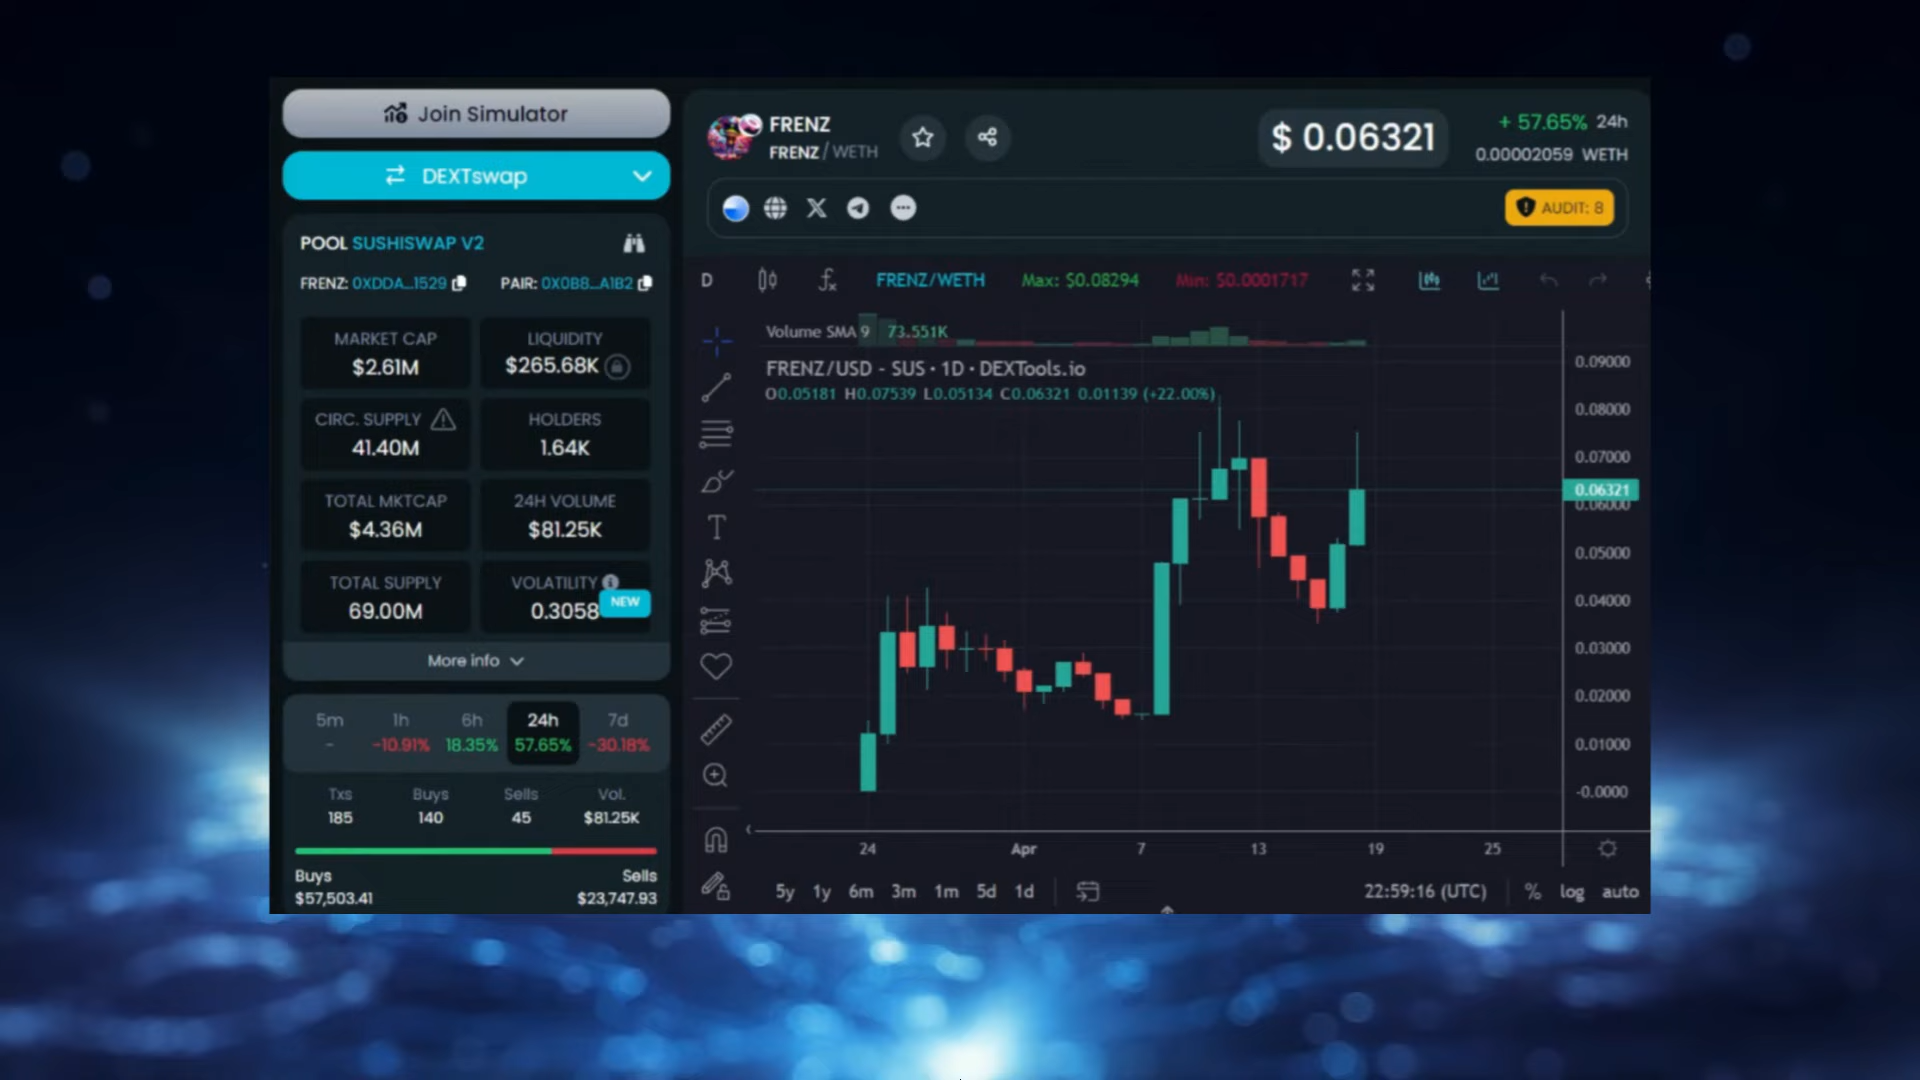 Join Simulator
DEXTswap
POOL SUSHISWAP V2
FRENZ: 0XDDA...1529 PAIR: 0X0B8...A1B2
MARKET CAP
$2.61M
LIQUIDITY
$265.68K
CIRC. SUPPLY
41.40M
HOLDERS
1.64K
TOTAL MKTCAP
$4.36M
24H VOLUME
$81.25K
TOTAL SUPPLY
69.00M
VOLATILITY
0.3058
NEW
More info
5m 1h 6h 24h 7d
- -10.91% 18.35% 57.65% -30.18%
Txs Buys Sells Vol.
185 140 45 $81.25K
Buys Sells
$57,503.41 $23,747.93
FRENZ
FRENZ / WETH
$ 0.06321
+ 57.65% 24h
0.00002059 WETH
AUDIT: 8
D FRENZ/WETH Max: $0.08294 Min: $0.0001717
Volume SMA 9 73.551K
FRENZ/USD - SUS • 1D • DEXTools.io
O0.05181 H0.07539 L0.05134 C0.06321 0.01139 (+22.00%)
0.09000
0.08000
0.07000
0.06321
0.06000
0.05000
0.04000
0.03000
0.02000
0.01000
-0.0000
24 Apr 7 13 19 25
5y 1y 6m 3m 1m 5d 1d 22:59:16 (UTC) % log auto